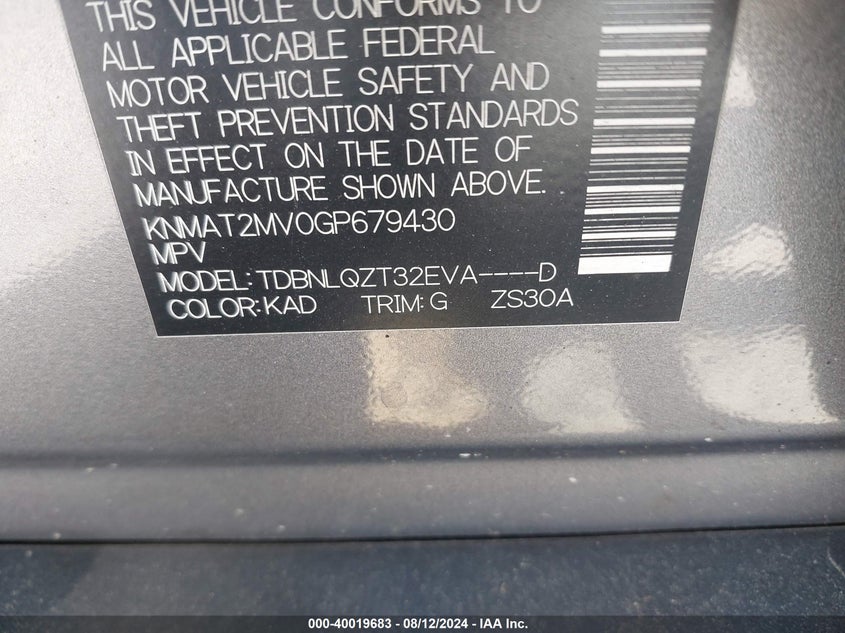 THIS VEHICLE CONFORMS TO
ALL APPLICABLE FEDERAL
MOTOR VEHICLE SAFETY AND
THEFT PREVENTION STANDARDS
IN EFFECT ON THE DATE OF
MANUFACTURE SHOWN ABOVE.
KNMAT2MV0GP679430
MPV
MODEL: TDBNLQZT32EVA----D
COLOR: KAD TRIM: G ZS30A
000-40019683 - 08/12/2024 - IAA Inc.